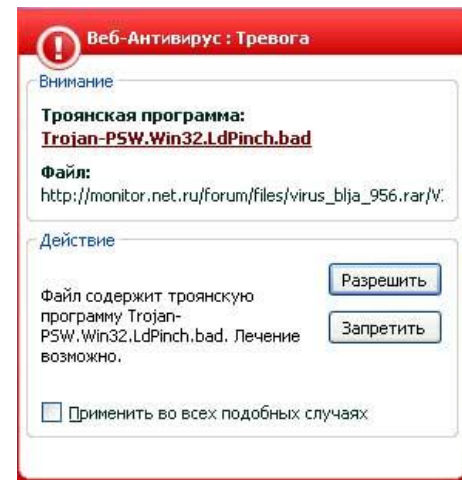 Веб-Антивирус : Тревога
Внимание
Троянская программа:
Trojan-PSW.Win32.LdPinch.bad
Файл:
http://monitor.net.ru/forum/files/virus_blja_956.rar/V
Действие
Файл содержит троянскую
программу Trojan-
PSW.Win32.LdPinch.bad. Лечение
возможно.
Разрешить
Запретить
Применить во всех подобных случаях